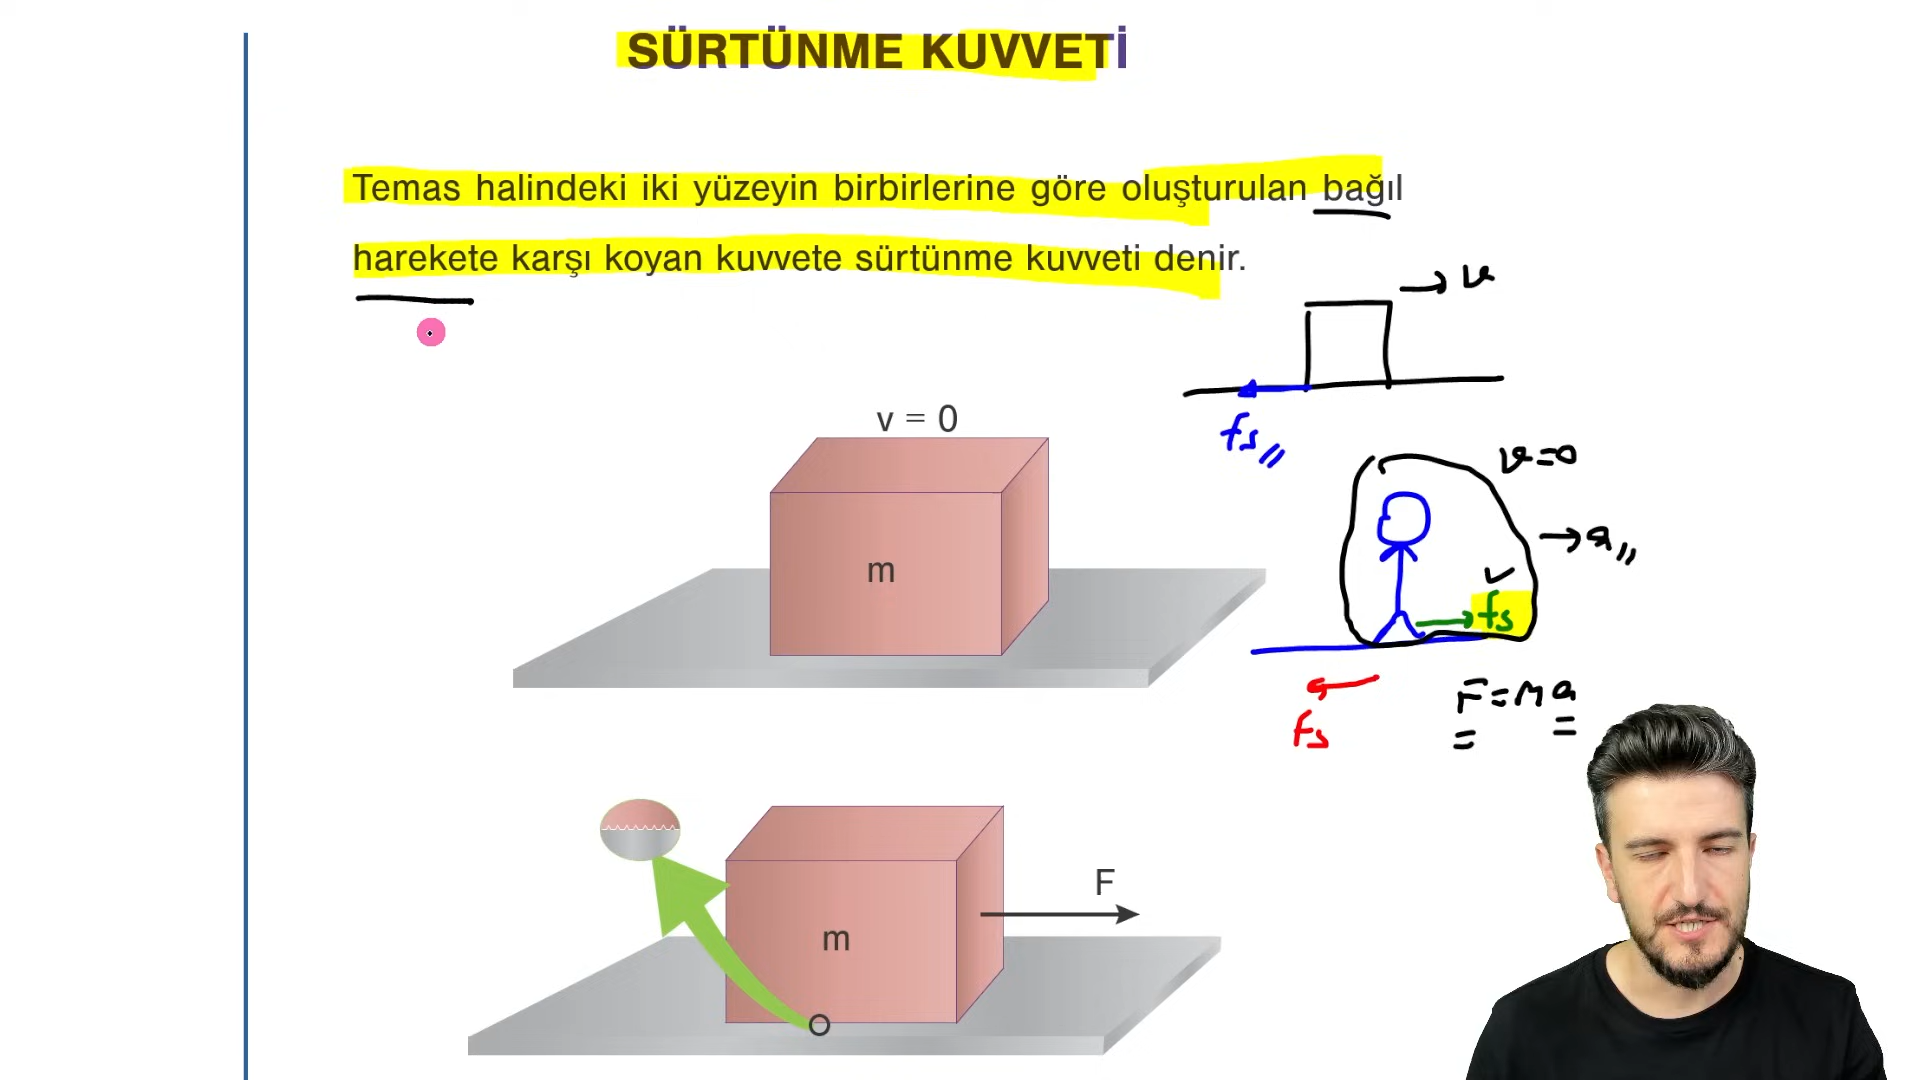 SÜRTÜNME KUVVETİ
Temas halindeki iki yüzeyin birbirlerine göre oluşturulan bağıl
harekete karşı koyan kuvvete sürtünme kuvveti denir.
v
v = 0
fs
v=0
m
a
fs
fs
F=ma
F
m